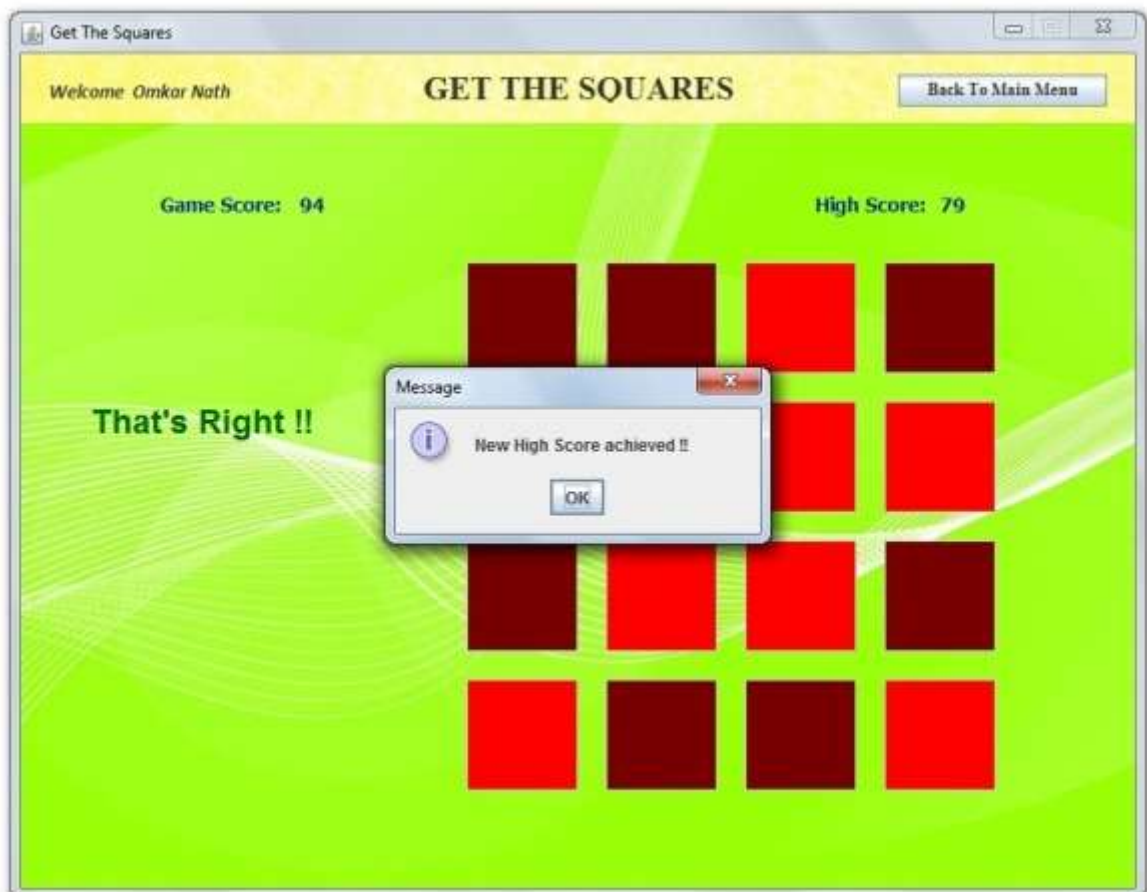 Get The Squares
Welcome Omkar Nath
GET THE SQUARES
Back To Main Menu
Game Score: 94
High Score: 79
That's Right !!
Message
New High Score achieved !!
OK